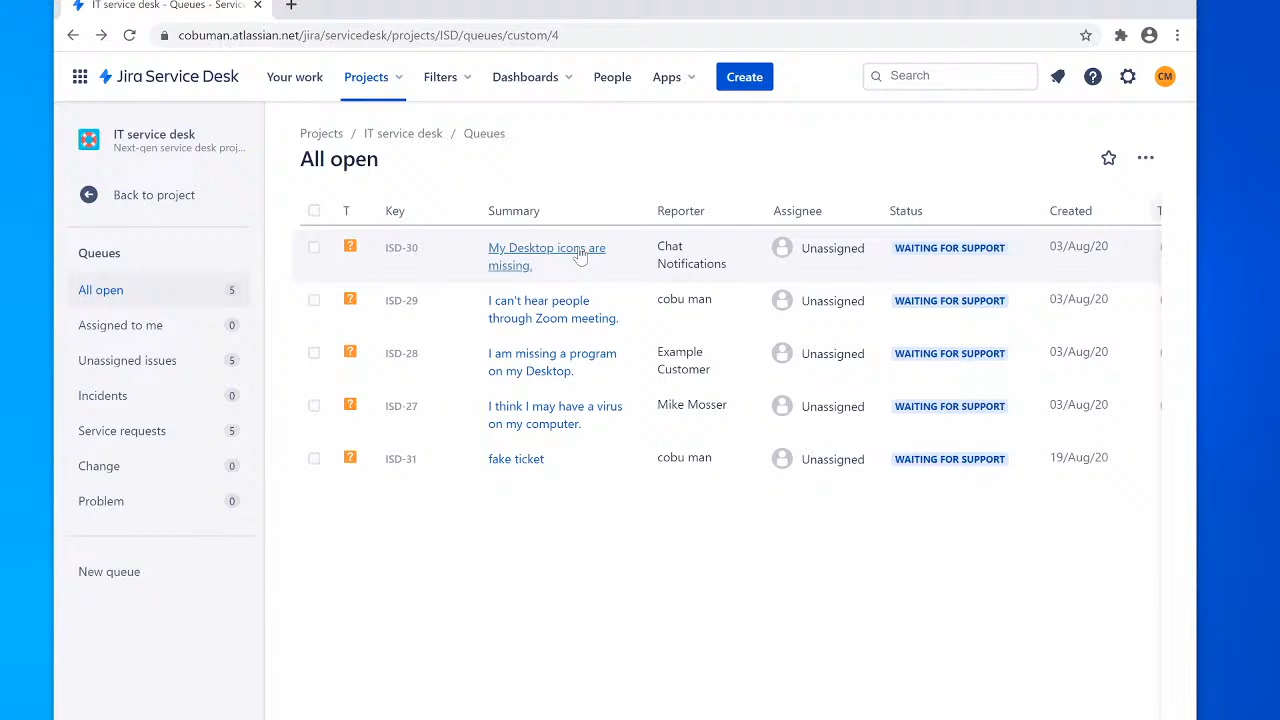 IT service desk - Queues - Servic
cobuman.atlassian.net/jira/servicedesk/projects/ISD/queues/custom/4
Jira Service Desk Your work Projects Filters Dashboards People Apps Create Search CM
IT service desk
Next-gen service desk proj...
Back to project
Queues
All open 5
Assigned to me 0
Unassigned issues 5
Incidents 0
Service requests 5
Change 0
Problem 0
New queue
Projects / IT service desk / Queues
All open
T Key Summary Reporter Assignee Status Created T
ISD-30 My Desktop icons are missing. Chat Notifications Unassigned WAITING FOR SUPPORT 03/Aug/20
ISD-29 I can't hear people through Zoom meeting. cobu man Unassigned WAITING FOR SUPPORT 03/Aug/20
ISD-28 I am missing a program on my Desktop. Example Customer Unassigned WAITING FOR SUPPORT 03/Aug/20
ISD-27 I think I may have a virus on my computer. Mike Mosser Unassigned WAITING FOR SUPPORT 03/Aug/20
ISD-31 fake ticket cobu man Unassigned WAITING FOR SUPPORT 19/Aug/20